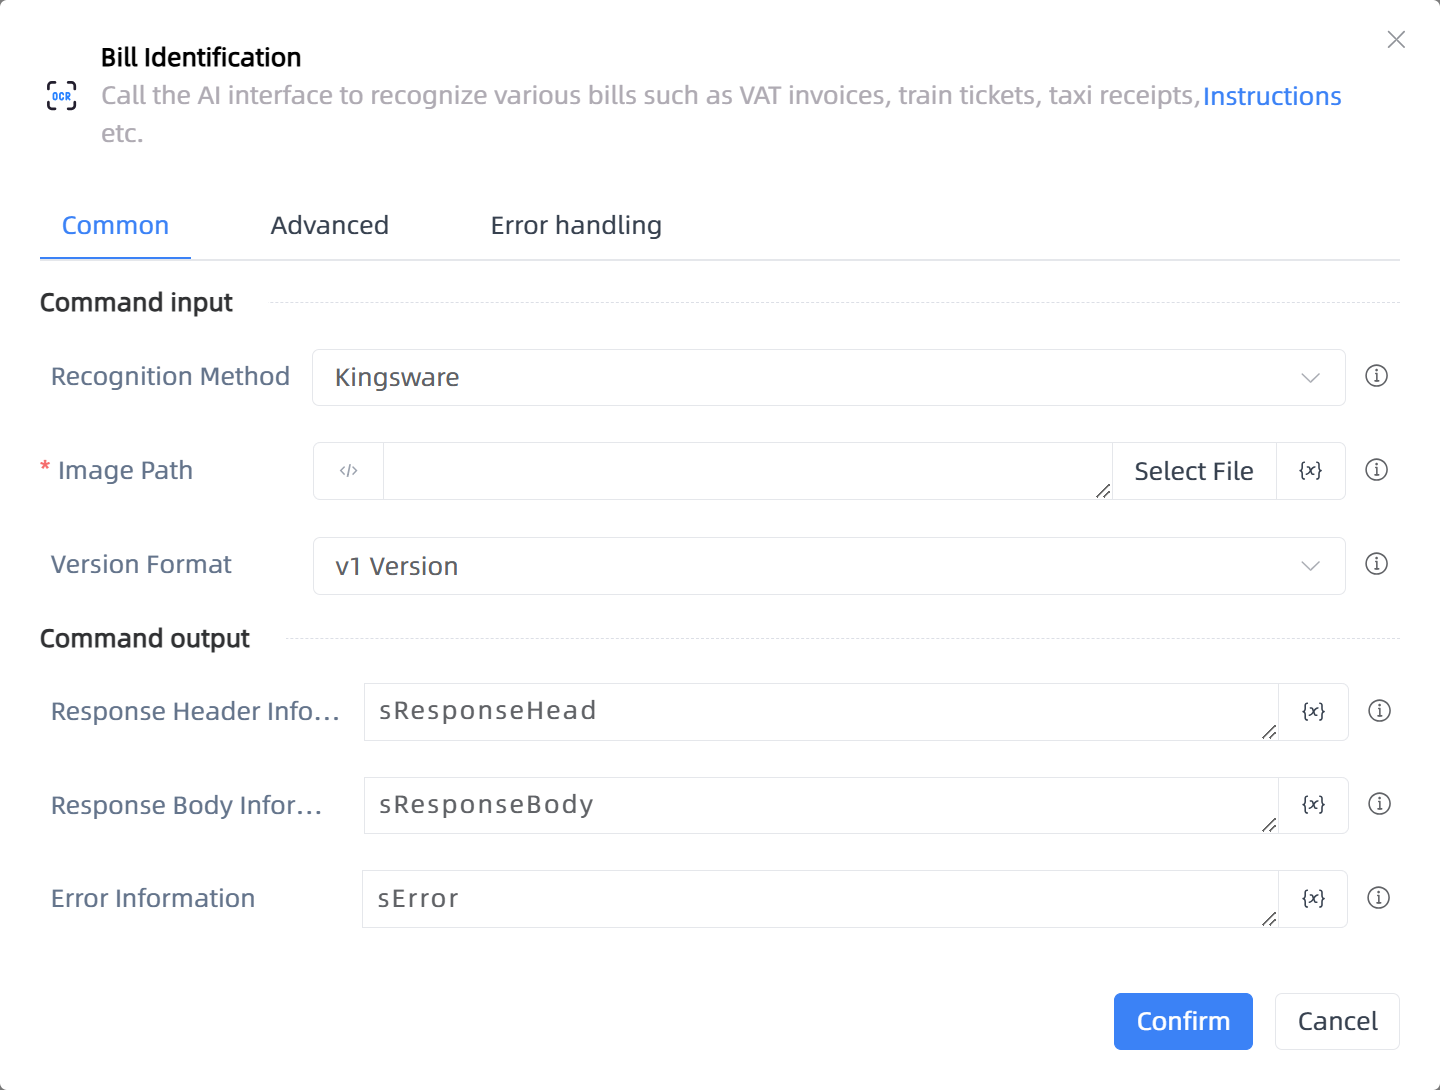 Bill Identification
OCR
Call the AI interface to recognize various bills such as VAT invoices, train tickets, taxi receipts, Instructions
etc.
Common Advanced Error handling
Command input
Recognition Method Kingsware
* Image Path </> Select File {x}
Version Format v1 Version
Command output
Response Header Info... sResponseHead {x}
Response Body Infor... sResponseBody {x}
Error Information sError {x}
Confirm Cancel